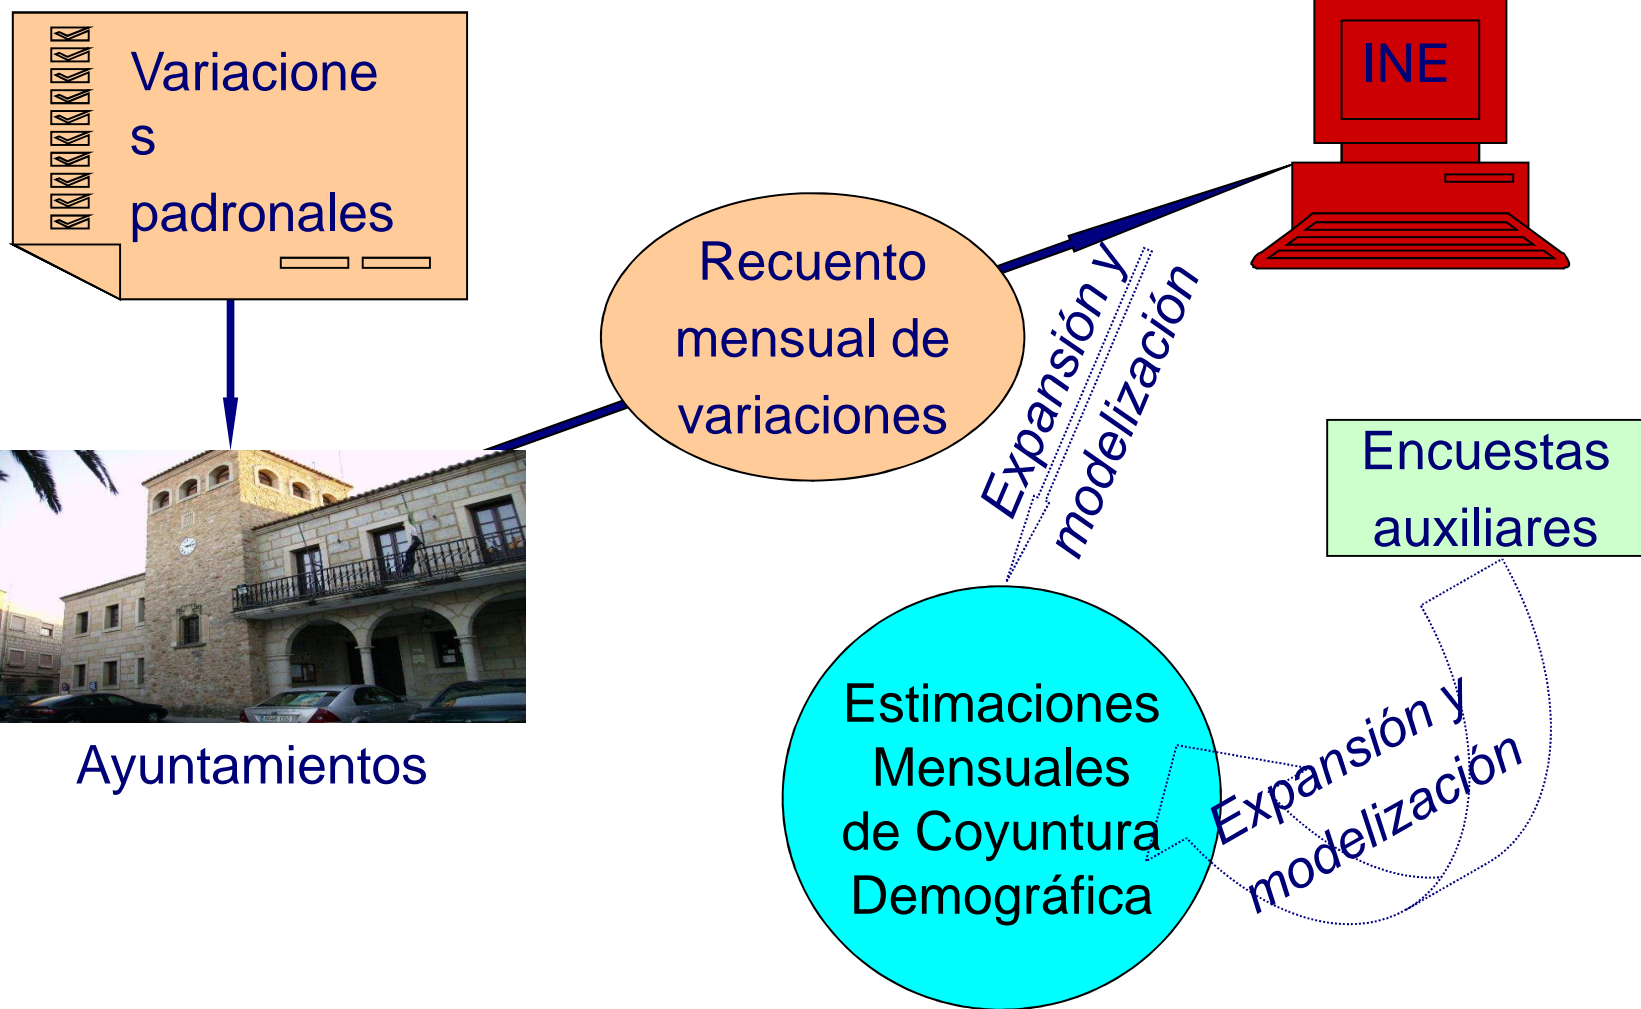 Variacione
s
padronales
INE
Recuento
mensual de
variaciones
Expansión y
modelización
Encuestas
auxiliares
Ayuntamientos
Estimaciones
Mensuales
de Coyuntura
Demográfica
Expansión y
modelización